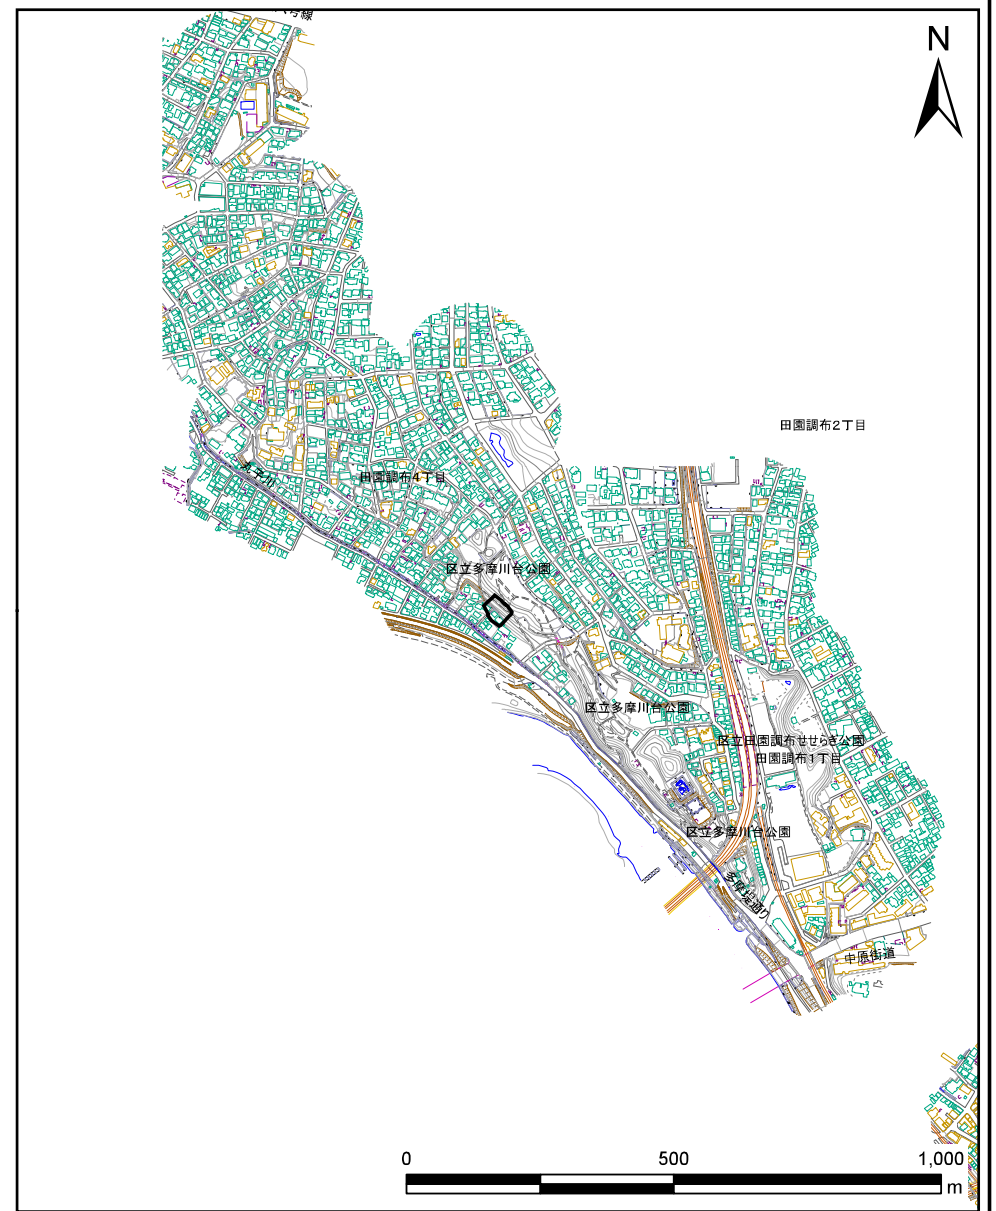 N
田園調布2丁目
丸子川
田園調布4丁目
区立多摩川台公園
区立多摩川台公園
区立田園調布せせらぎ公園
田園調布1丁目
区立多摩川台公園
多摩堤通り
中原街道
0 500 1,000
m